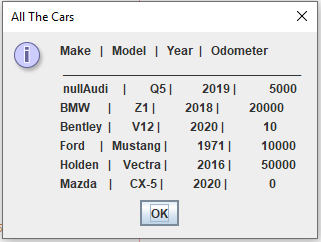 All The Cars
Make | Model | Year | Odometer
nullAudi | Q5 | 2019 | 5000
BMW | Z1 | 2018 | 20000
Bentley | V12 | 2020 | 10
Ford | Mustang | 1971 | 10000
Holden | Vectra | 2016 | 50000
Mazda | CX-5 | 2020 | 0
OK